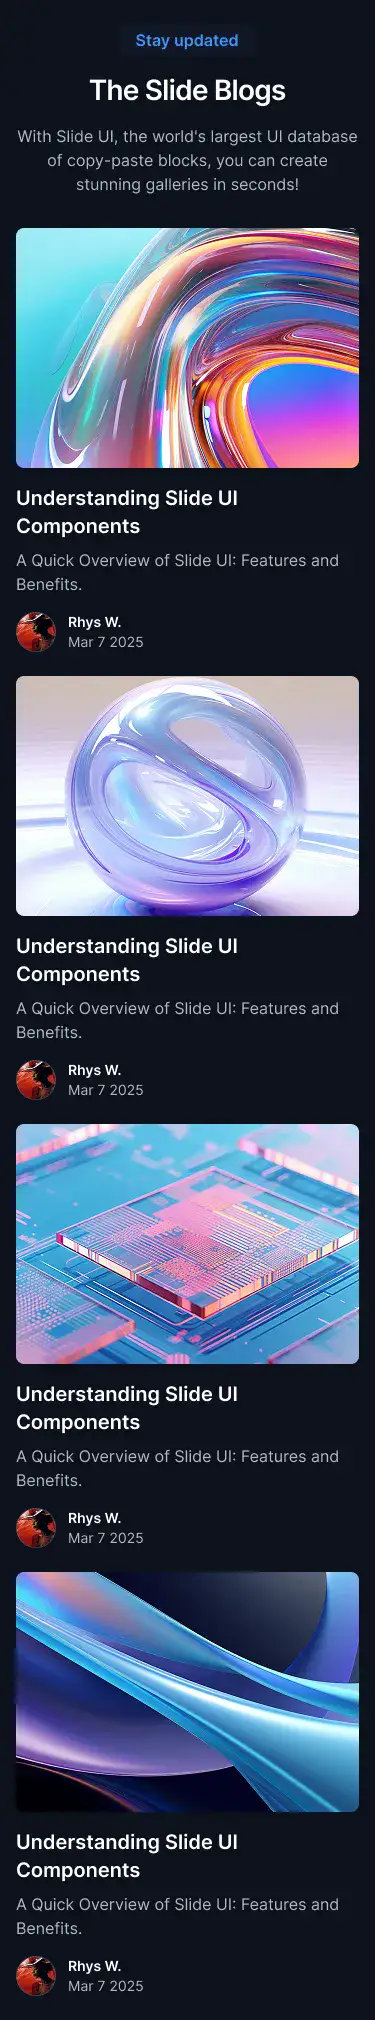 Stay updated
The Slide Blogs
With Slide UI, the world's largest UI database
of copy-paste blocks, you can create
stunning galleries in seconds!
Understanding Slide UI
Components
A Quick Overview of Slide UI: Features and
Benefits.
Rhys W.
Mar 7 2025
Understanding Slide UI
Components
A Quick Overview of Slide UI: Features and
Benefits.
Rhys W.
Mar 7 2025
Understanding Slide UI
Components
A Quick Overview of Slide UI: Features and
Benefits.
Rhys W.
Mar 7 2025
Understanding Slide UI
Components
A Quick Overview of Slide UI: Features and
Benefits.
Rhys W.
Mar 7 2025